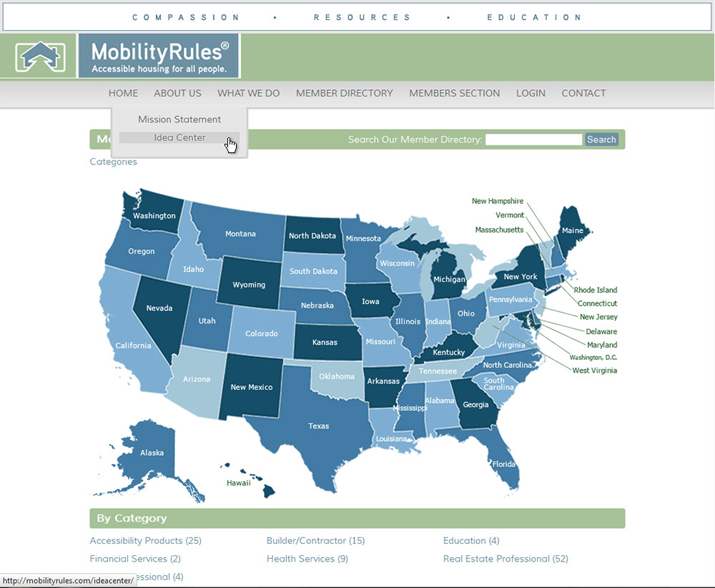 COMPASSION • RESOURCES • EDUCATION
MobilityRules®
Accessible housing for all people.
HOME ABOUT US WHAT WE DO MEMBER DIRECTORY MEMBERS SECTION LOGIN CONTACT
Mission Statement
Idea Center
Search Our Member Directory: Search
Categories
New Hampshire
Vermont
Massachusetts
Washington
Montana
North Dakota
Minnesota
Maine
Oregon
Idaho
South Dakota
Wisconsin
Michigan
New York
Wyoming
Rhode Island
Connecticut
New Jersey
Delaware
Maryland
Washington, D.C.
West Virginia
Nevada
Utah
Nebraska
Iowa
Illinois
Indiana
Ohio
Pennsylvania
California
Colorado
Kansas
Missouri
Kentucky
Virginia
Arizona
New Mexico
Oklahoma
Arkansas
Tennessee
North Carolina
South
Carolina
Texas
Louisiana
Mississippi
Alabama
Georgia
Florida
Alaska
Hawaii
By Category
Accessibility Products (25) Builder/Contractor (15) Education (4)
Financial Services (2) Health Services (9) Real Estate Professional (52)
http://mobilityrules.com/ideacenter/ (4)